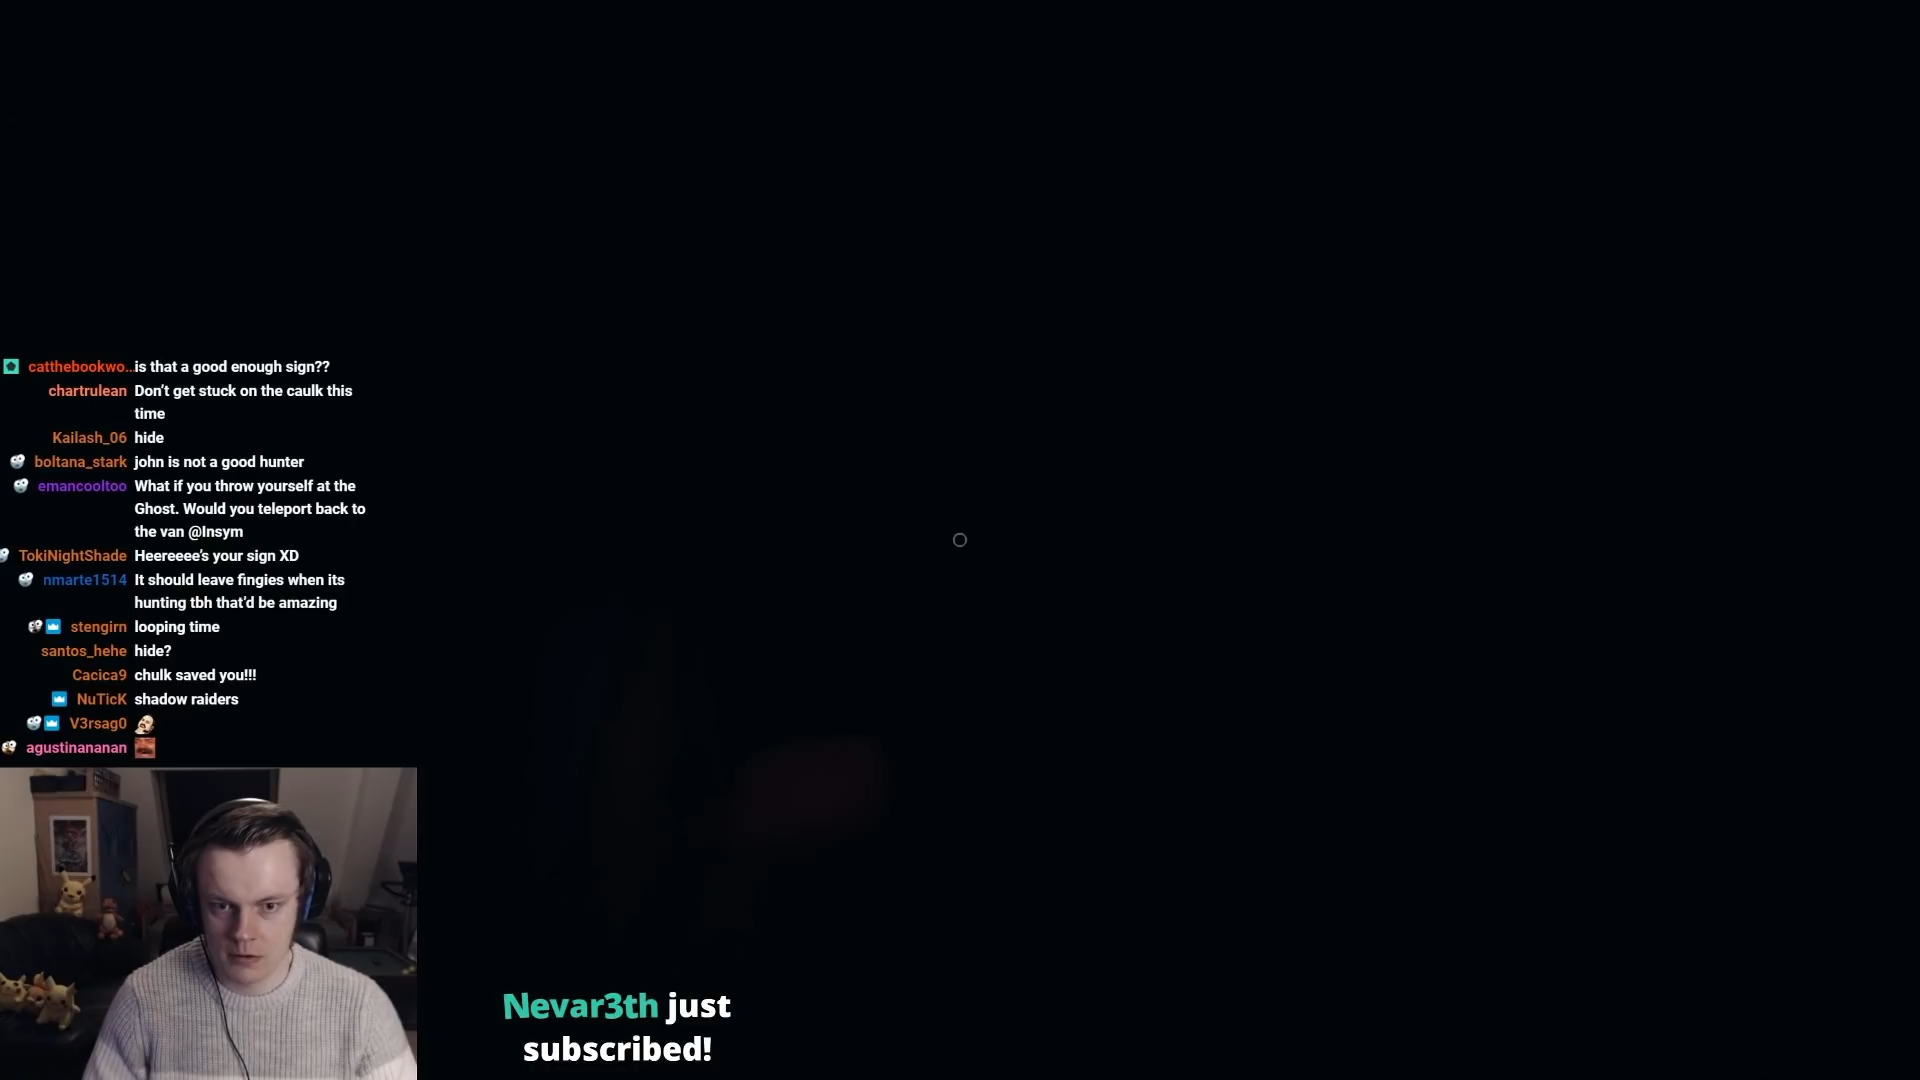 catthebookwo... is that a good enough sign??
chartrulean Don’t get stuck on the caulk this
time
Kailash_06 hide
boltana_stark john is not a good hunter
emancooltoo What if you throw yourself at the
Ghost. Would you teleport back to
the van @Insym
TokiNightShade Heereeee’s your sign XD
nmarte1514 It should leave fingies when its
hunting tbh that’d be amazing
stengirn looping time
santos_hehe hide?
Cacica9 chulk saved you!!!
NuTicK shadow raiders
V3rsag0
agustinananan
Nevar3th just
subscribed!